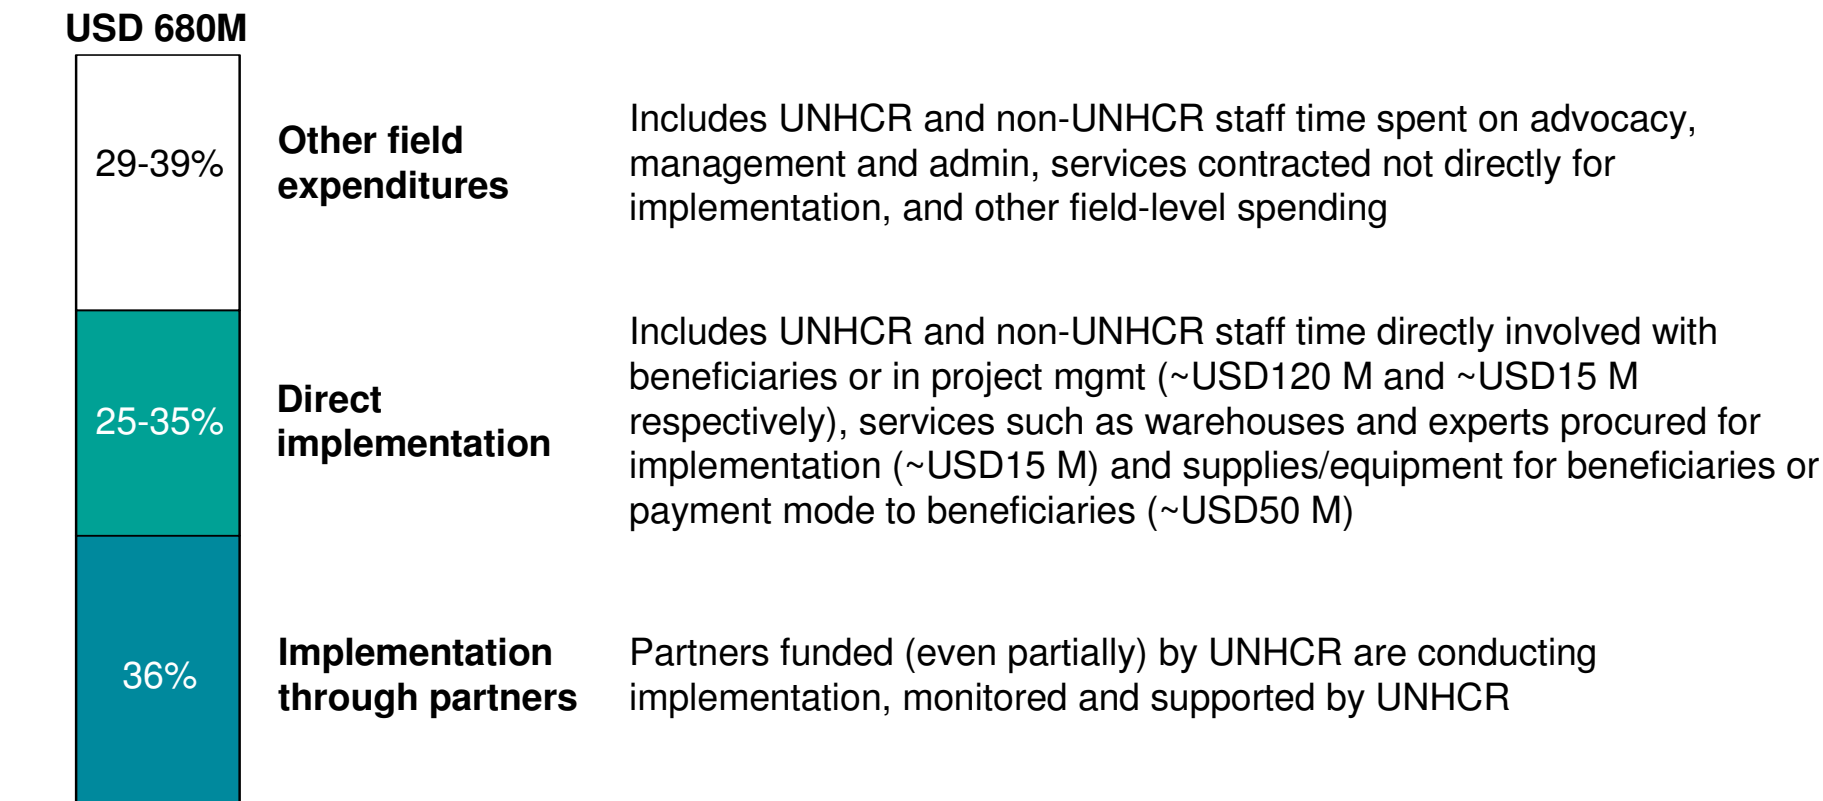 USD 680M
29-39%
Other field
expenditures
Includes UNHCR and non-UNHCR staff time spent on advocacy,
management and admin, services contracted not directly for
implementation, and other field-level spending
25-35%
Direct
implementation
Includes UNHCR and non-UNHCR staff time directly involved with
beneficiaries or in project mgmt (~USD120 M and ~USD15 M
respectively), services such as warehouses and experts procured for
implementation (~USD15 M) and supplies/equipment for beneficiaries or
payment mode to beneficiaries (~USD50 M)
36%
Implementation
through partners
Partners funded (even partially) by UNHCR are conducting
implementation, monitored and supported by UNHCR